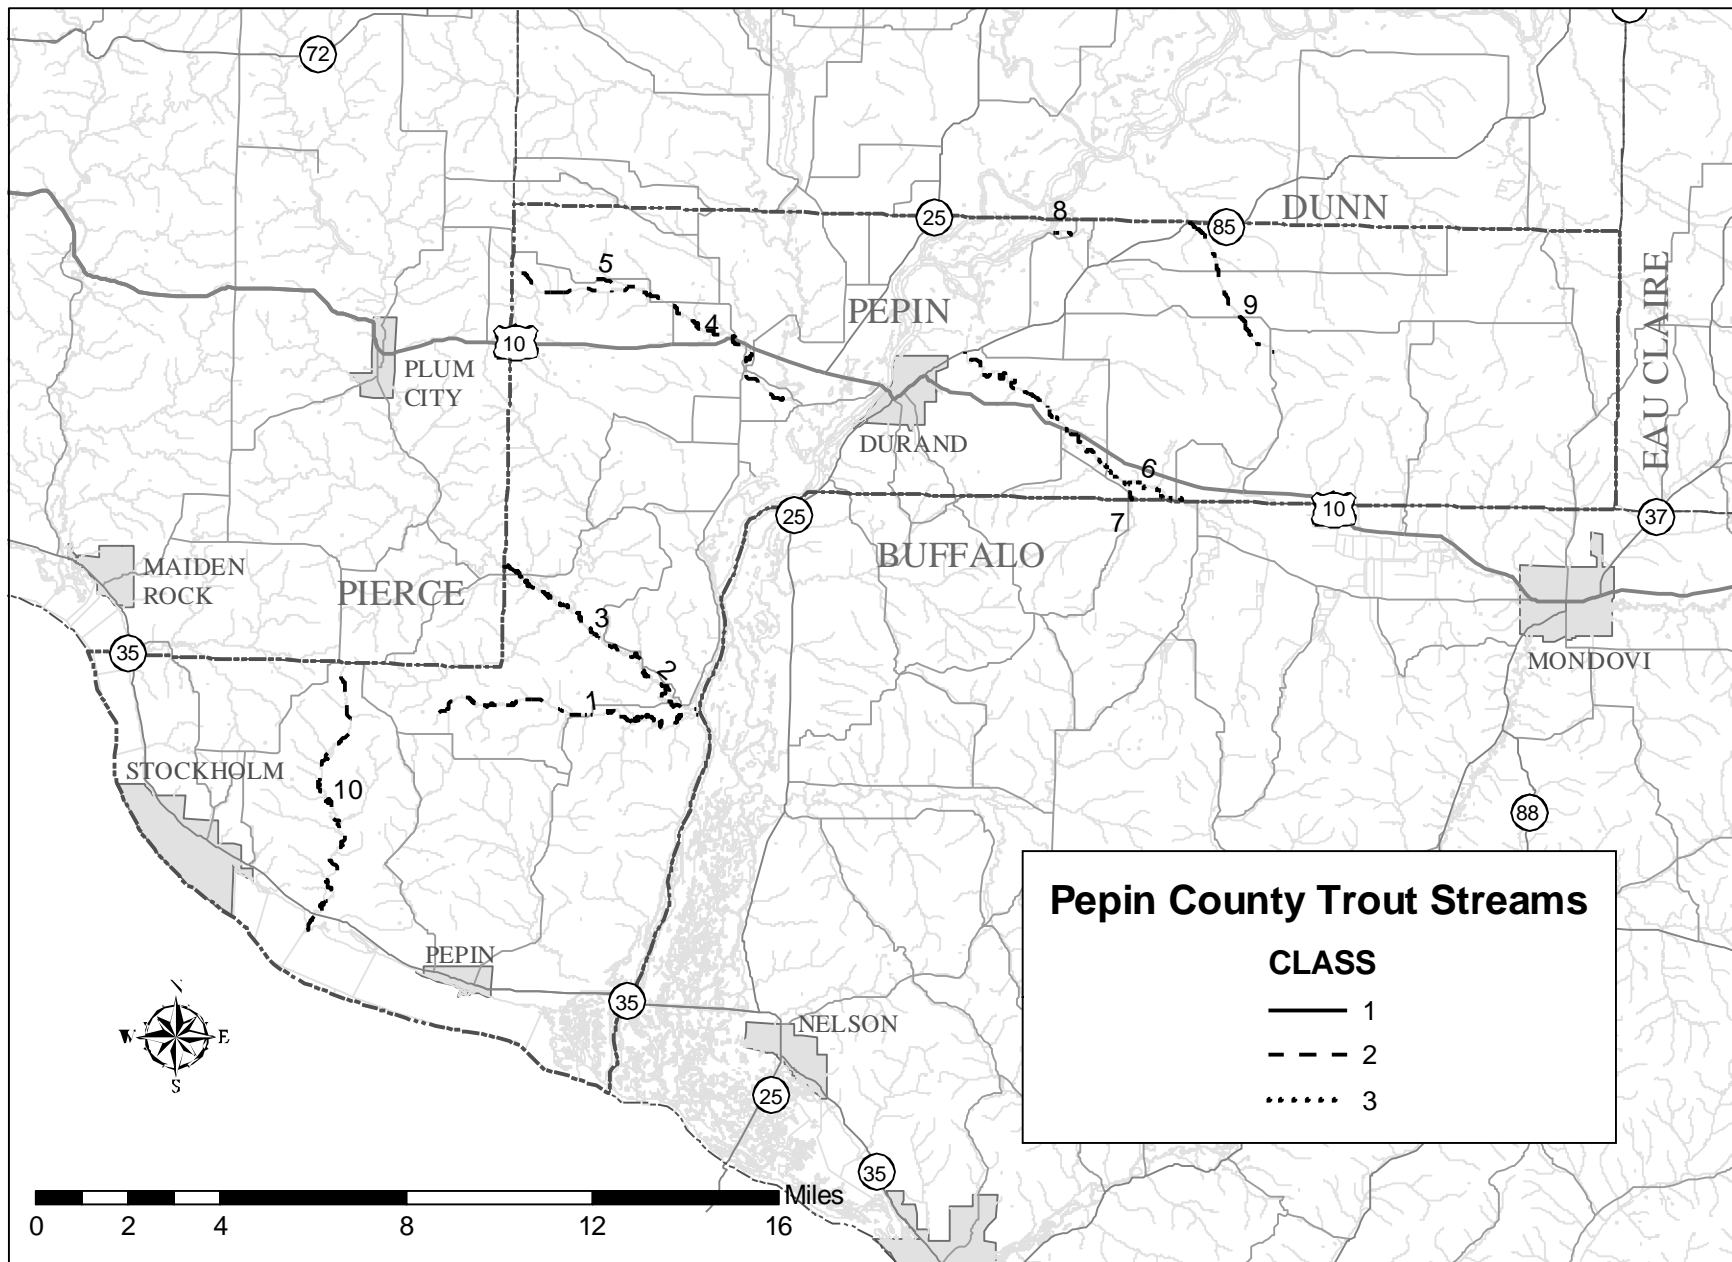 72
25
8
85
DUNN
5
PEPIN
4
9
10
PLUM
CITY
EAU CLAIRE
DURAND
6
10
25
7
37
BUFFALO
MAIDEN
ROCK
PIERCE
3
35
2
MONDOVI
1
STOCKHOLM
10
88
Pepin County Trout Streams
CLASS
1
2
3
PEPIN
35
NELSON
N
W E
S
25
35
Miles
0 2 4 8 12 16